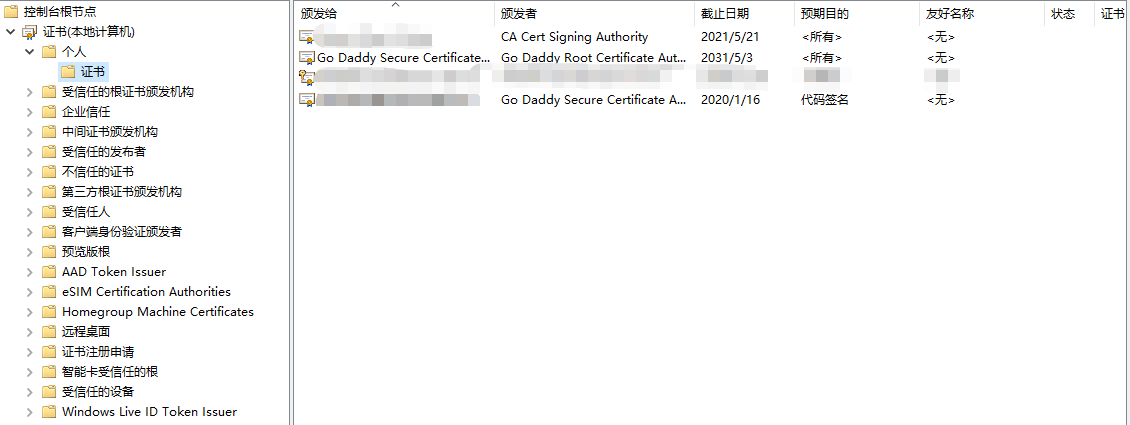 控制台根节点
证书(本地计算机)
个人
证书
受信任的根证书颁发机构
企业信任
中间证书颁发机构
受信任的发布者
不信任的证书
第三方根证书颁发机构
受信任人
客户端身份验证颁发者
预览版根
AAD Token Issuer
eSIM Certification Authorities
Homegroup Machine Certificates
远程桌面
证书注册申请
智能卡受信任的根
受信任的设备
Windows Live ID Token Issuer
颁发给 颁发者 截止日期 预期目的 友好名称 状态 证书
CA Cert Signing Authority 2021/5/21 <所有> <无>
Go Daddy Secure Certificate... Go Daddy Root Certificate Aut... 2031/5/3 <所有> <无>
Go Daddy Secure Certificate A... 2020/1/16 代码签名 <无>